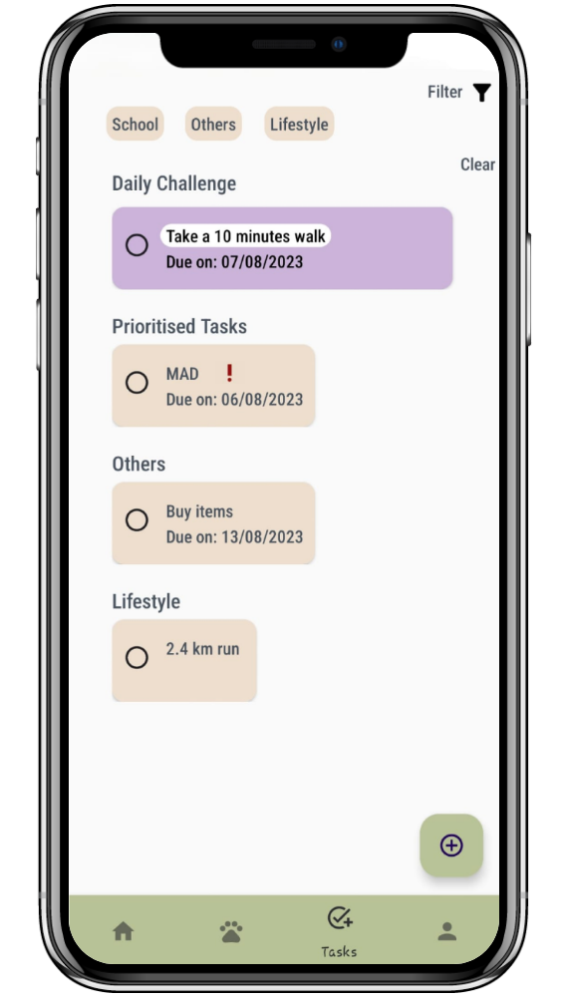 Filter
School Others Lifestyle
Clear
Daily Challenge
Take a 10 minutes walk
Due on: 07/08/2023
Prioritised Tasks
MAD !
Due on: 06/08/2023
Others
Buy items
Due on: 13/08/2023
Lifestyle
2.4 km run
Tasks